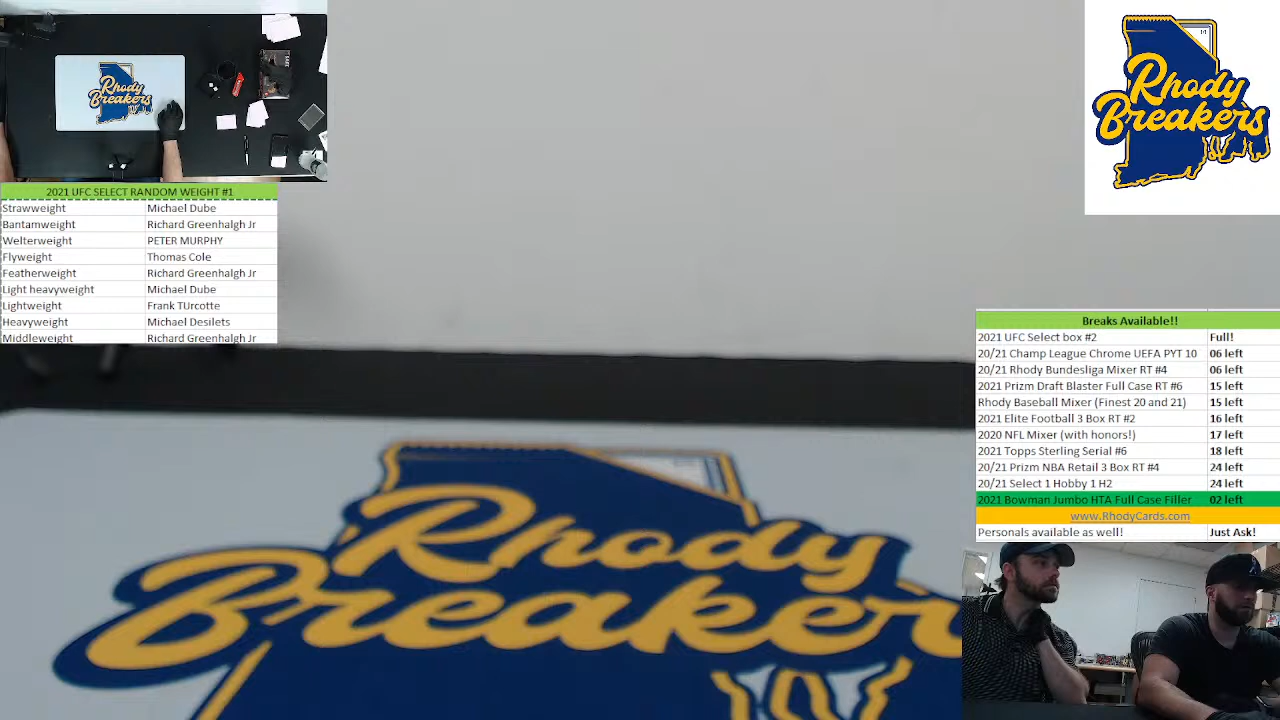 Rhody
Breakers
2021 UFC SELECT RANDOM WEIGHT #1
Strawweight Michael Dube
Bantamweight Richard Greenhalgh Jr
Welterweight PETER MURPHY
Flyweight Thomas Cole
Featherweight Richard Greenhalgh Jr
Light heavyweight Michael Dube
Lightweight Frank TUrcotte
Heavyweight Michael Desilets
Middleweight Richard Greenhalgh Jr
Rhody
Breakers
Breaks Available!!
2021 UFC Select box #2 Full!
20/21 Champ League Chrome UEFA PYT 10 06 left
20/21 Rhody Bundesliga Mixer RT #4 06 left
2021 Prizm Draft Blaster Full Case RT #6 15 left
Rhody Baseball Mixer (Finest 20 and 21) 15 left
2021 Elite Football 3 Box RT #2 16 left
2020 NFL Mixer (with honors!) 17 left
2021 Topps Sterling Serial #6 18 left
20/21 Prizm NBA Retail 3 Box RT #4 24 left
20/21 Select 1 Hobby 1 H2 24 left
2021 Bowman Jumbo HTA Full Case Filler 02 left
www.RhodyCards.com
Personals available as well! Just Ask!
Rhody
Breaker